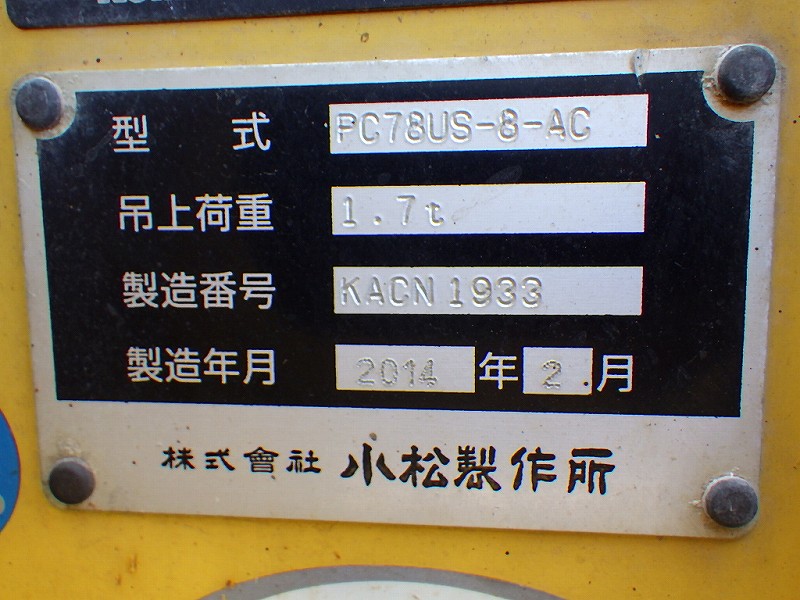 型 式 PC78US-8-AC
吊上荷重 1.7t
製造番号 KACN 1933
製造年月 2014 年 2 月
株式會社 小松製作所